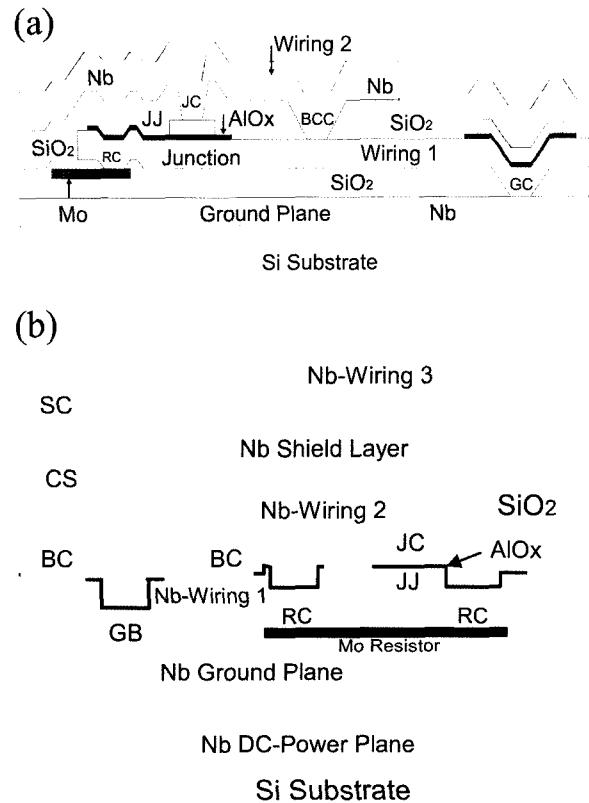 (a)
Wiring 2
Nb
JC
Nb
JJ
AlOx
BCC
SiO₂
SiO₂
RC
Junction
Wiring 1
SiO₂
GC
Mo
Ground Plane
Nb
Si Substrate
(b)
Nb-Wiring 3
SC
Nb Shield Layer
CS
Nb-Wiring 2
SiO₂
BC
BC
JC
AlOx
JJ
Nb-Wiring 1
GB
RC
RC
Mo Resistor
Nb Ground Plane
Nb DC-Power Plane
Si Substrate